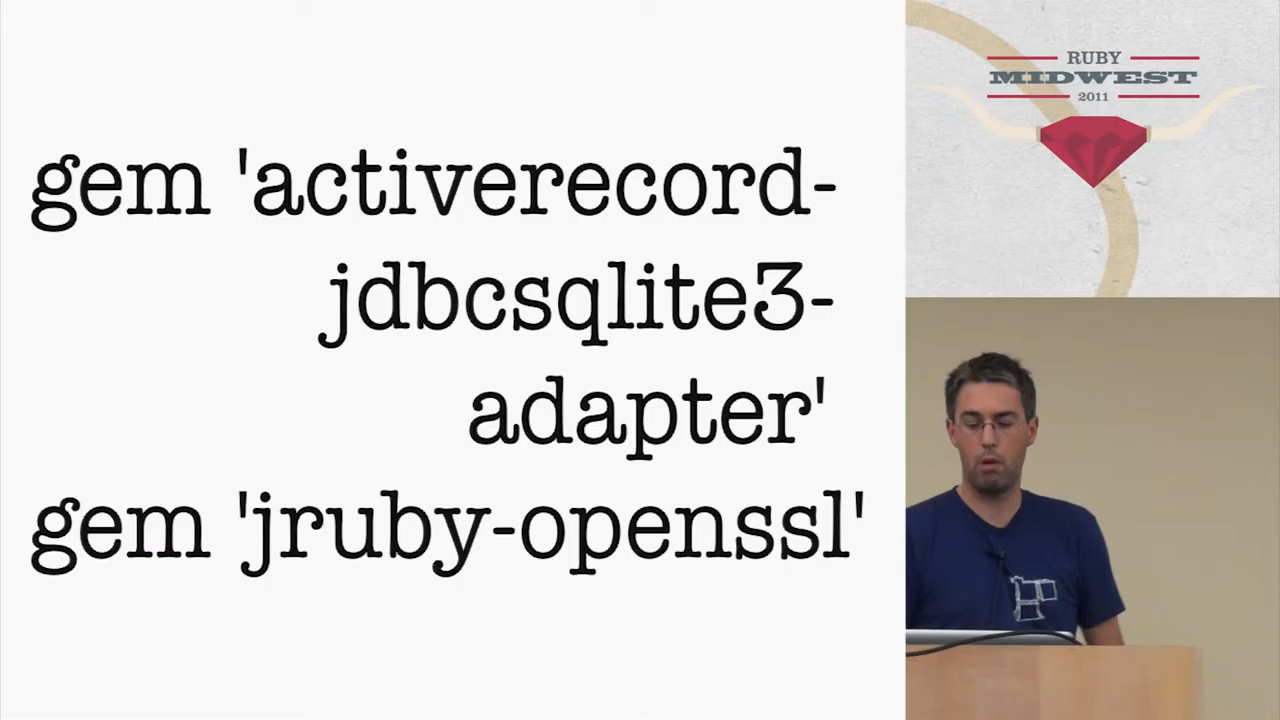 gem 'activerecord-
jdbcsqlite3-
adapter'
gem 'jruby-openssl'
RUBY
MIDWEST
2011